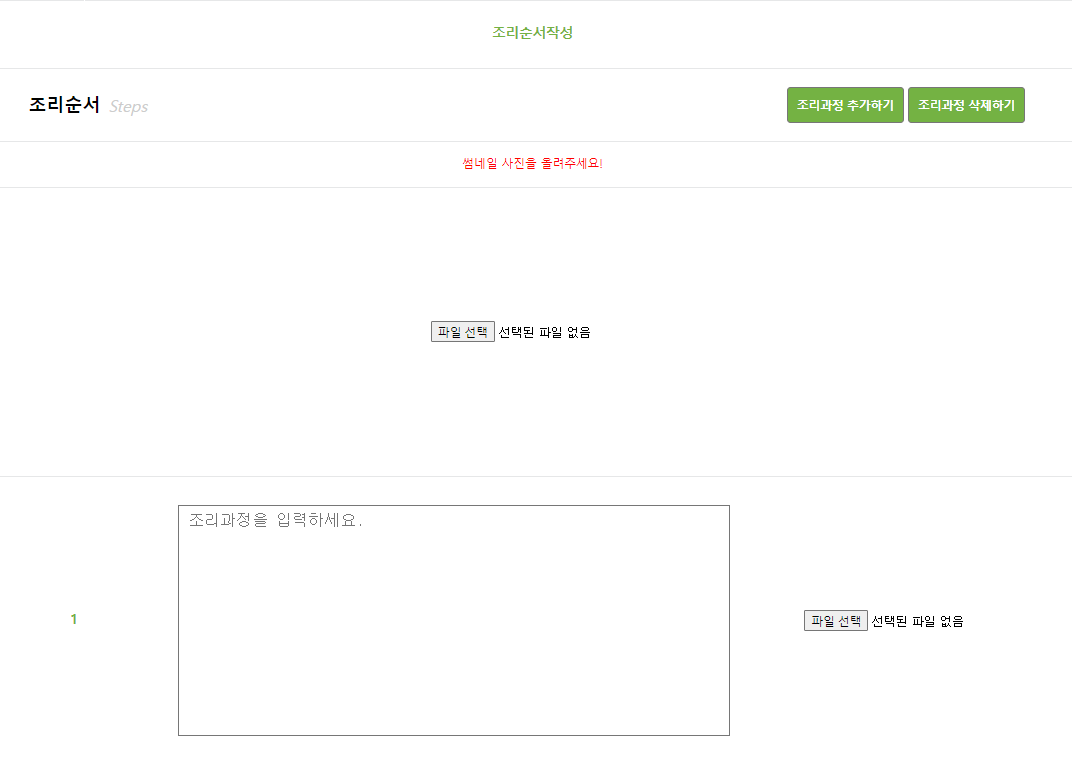 조리순서작성
조리순서 Steps
조리과정 추가하기 조리과정 삭제하기
썸네일 사진을 올려주세요!
파일 선택 선택된 파일 없음
조리과정을 입력하세요.
1
파일 선택 선택된 파일 없음